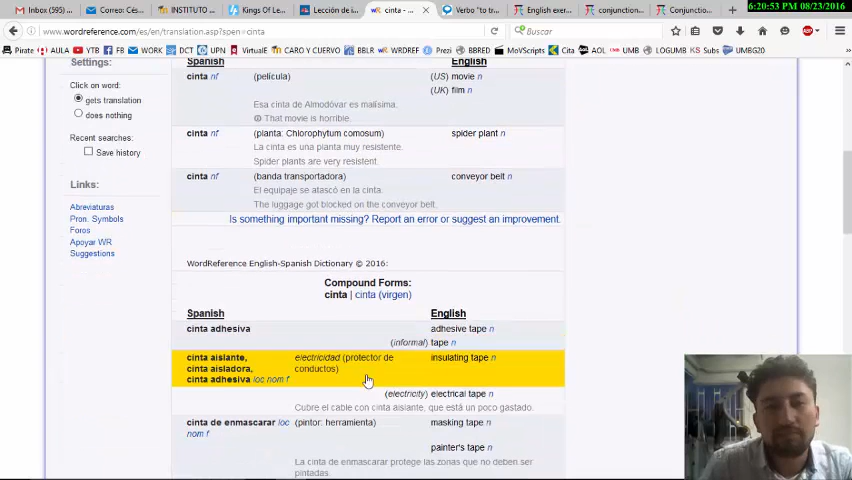 Inbox (595) ...
Correo: Cés...
INSTITUTO ...
Kings Of Le...
Lección de i...
cinta - ...
Verbo "to tr...
English exer...
conjunction...
Conjunctio...
6:20:53 PM 08/23/2016
www.wordreference.com/es/en/translation.asp?spen=cinta
Buscar
ABP
Pirate
AULA
YTB
FB
WORK
DCT
QN
VirtualE
CARO Y CUERVO
BBLR
WRDREF
Prezi
BBRED
MovScripts
Cita
AOL
UMB
LOGUMB
K Subs
UMBG20
Settings:
Click on word:
gets translation
does nothing
Recent searches:
Save history
Links:
Abreviaturas
Pron. Symbols
Foros
Apoyar WR
Suggestions
Spanish English
cinta nf (película) (US) movie n
(UK) film n
Esa cinta de Almodóvar es malísima.
That movie is horrible.
cinta nf (planta: Chlorophytum comosum) spider plant n
La cinta es una planta muy resistente.
Spider plants are very resistent.
cinta nf (banda transportadora) conveyor belt n
El equipaje se atascó en la cinta.
The luggage got blocked on the conveyor belt.
Is something important missing? Report an error or suggest an improvement.
WordReference English-Spanish Dictionary © 2016:
Compound Forms:
cinta | cinta (virgen)
Spanish English
cinta adhesiva adhesive tape n
(informal) tape n
cinta aislante, electricidad (protector de insulating tape n
cinta aisladora, conductos)
cinta adhesiva loc nom f
(electricity) electrical tape n
Cubre el cable con cinta aislante, que está un poco gastado.
cinta de enmascarar loc (pintor: herramienta) masking tape n
nom f
painter's tape n
La cinta de enmascarar protege las zonas que no deben ser
pintadas.